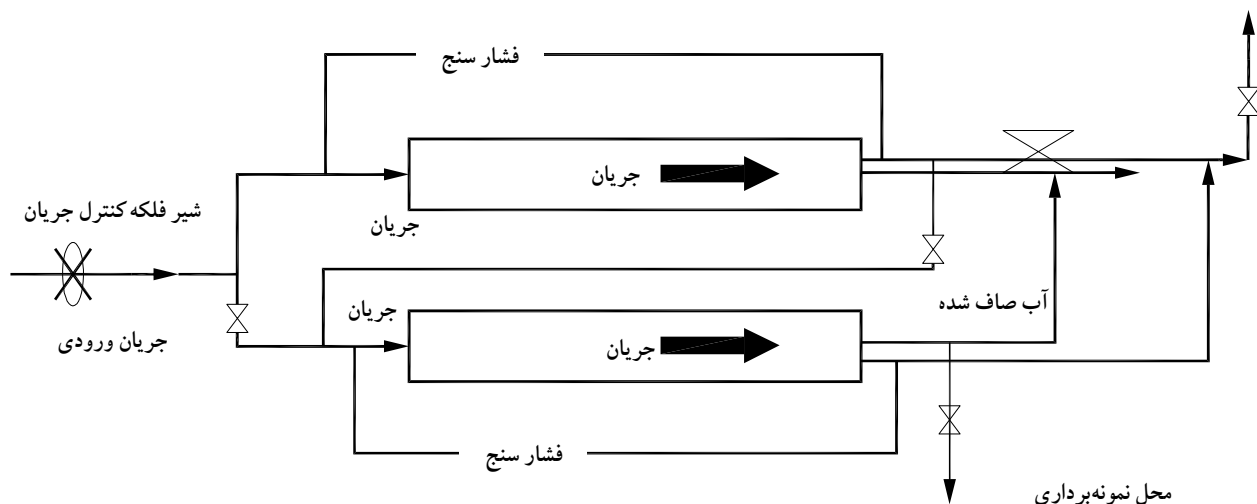 فشار سنج
جریان
شیر فلکه کنترل جریان
جریان
جریان ورودی
جریان
آب صاف شده
جریان
فشار سنج
محل نمونه‌برداری